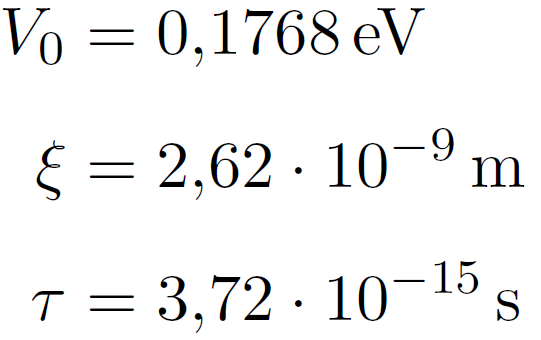 V₀ = 0,1768 eV
ξ = 2,62 · 10⁻⁹ m
τ = 3,72 · 10⁻¹⁵ s